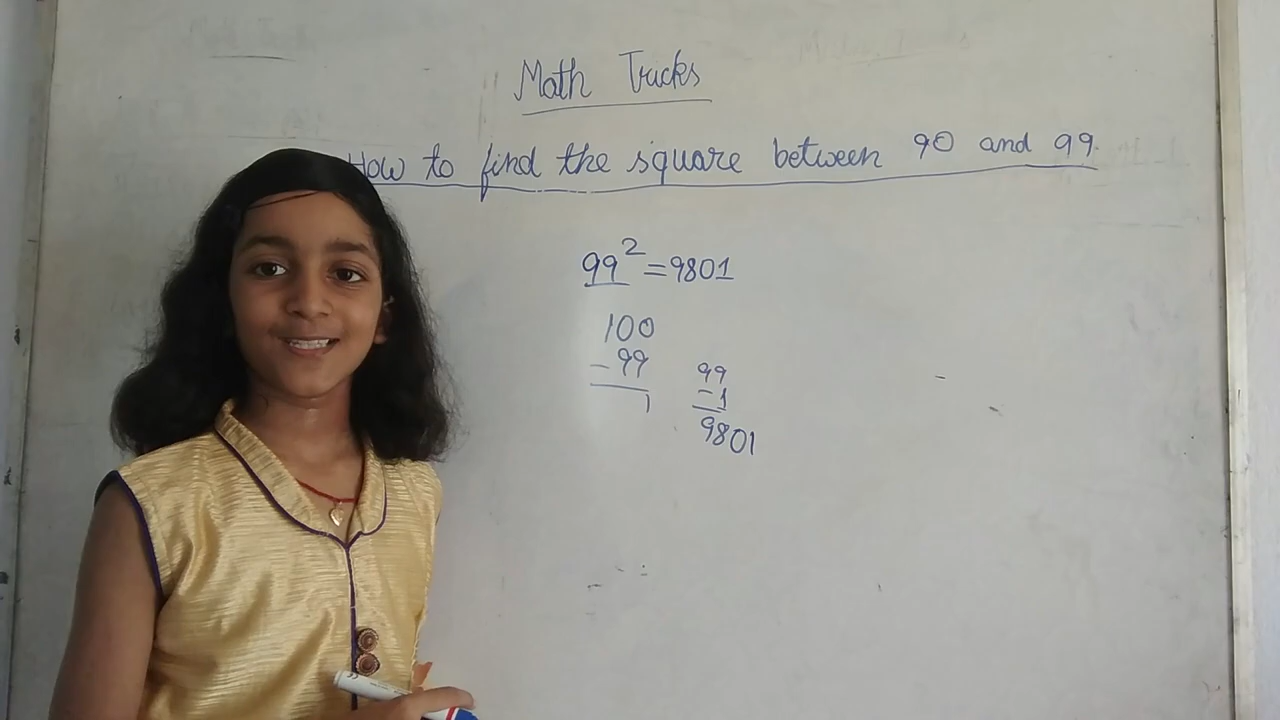 Math Tricks
How to find the square between 90 and 99.
99² = 9801
100
- 99
1
99
- 1
9801